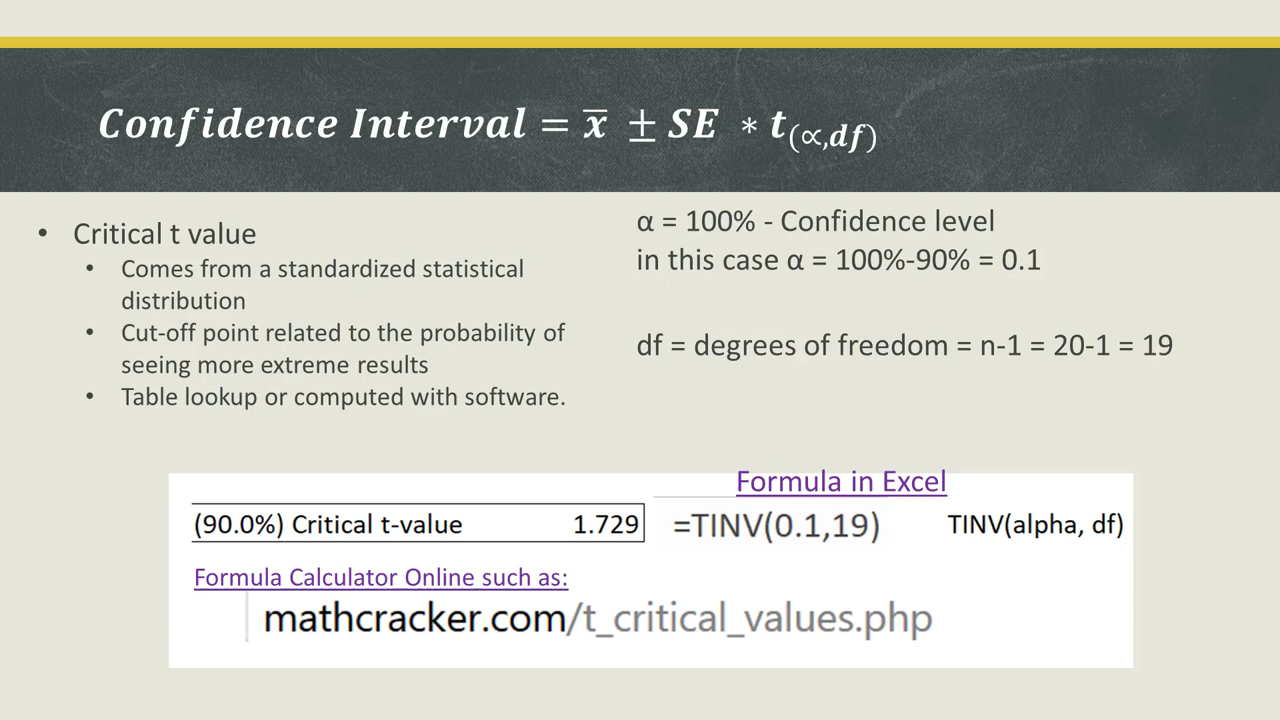 Confidence Interval = x̅ ± SE * t(∝,df)
• Critical t value
• Comes from a standardized statistical
distribution
• Cut-off point related to the probability of
seeing more extreme results
• Table lookup or computed with software.
α = 100% - Confidence level
in this case α = 100%-90% = 0.1
df = degrees of freedom = n-1 = 20-1 = 19
Formula in Excel
(90.0%) Critical t-value 1.729 =TINV(0.1,19) TINV(alpha, df)
Formula Calculator Online such as:
mathcracker.com/t_critical_values.php